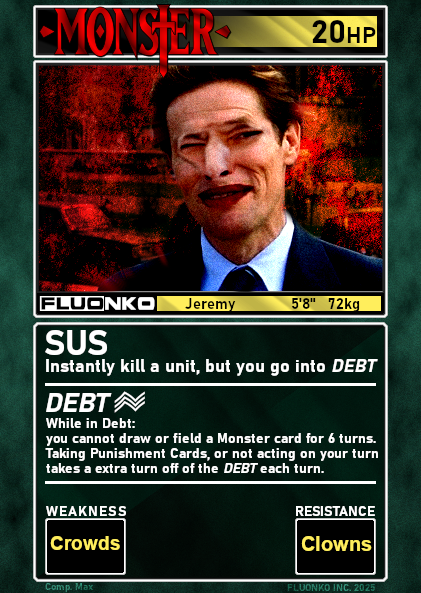 MONSTER
20HP
FLUONKO
Jeremy 5'8" 72kg
SUS
Instantly kill a unit, but you go into DEBT
DEBT
While in Debt:
you cannot draw or field a Monster card for 6 turns.
Taking Punishment Cards, or not acting on your turn
takes a extra turn off of the DEBT each turn.
WEAKNESS RESISTANCE
Crowds Clowns
Comp. Max FLUONKO INC. 2025